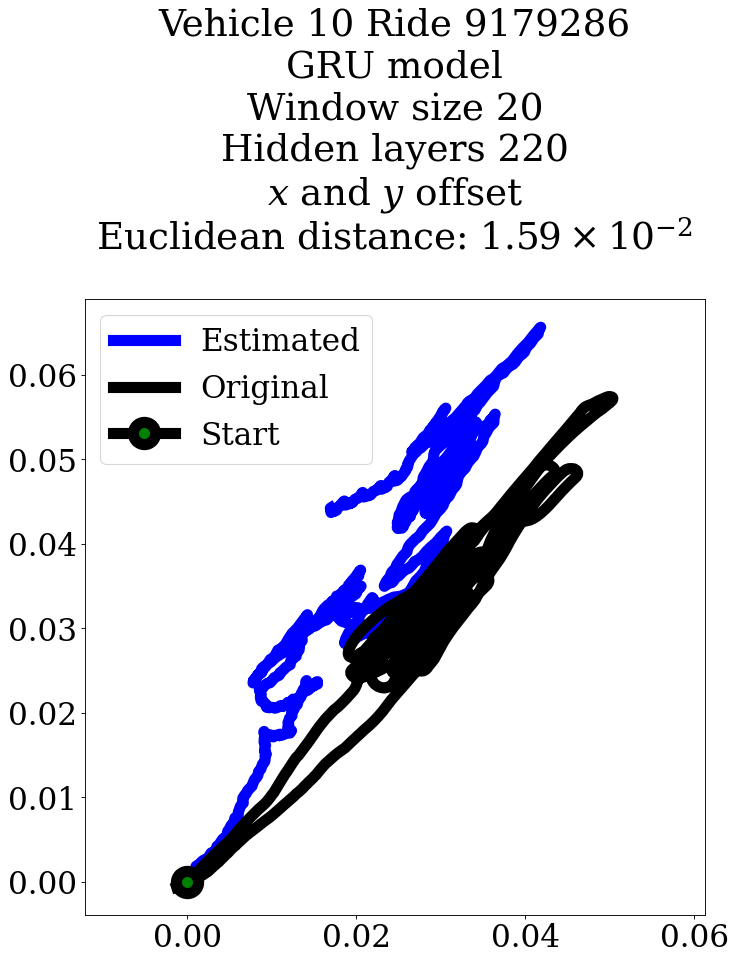 Vehicle 10 Ride 9179286
GRU model
Window size 20
Hidden layers 220
x and y offset
Euclidean distance: 1.59 × 10⁻²
Estimated
Original
Start
0.06
0.05
0.04
0.03
0.02
0.01
0.00
0.00 0.02 0.04 0.06